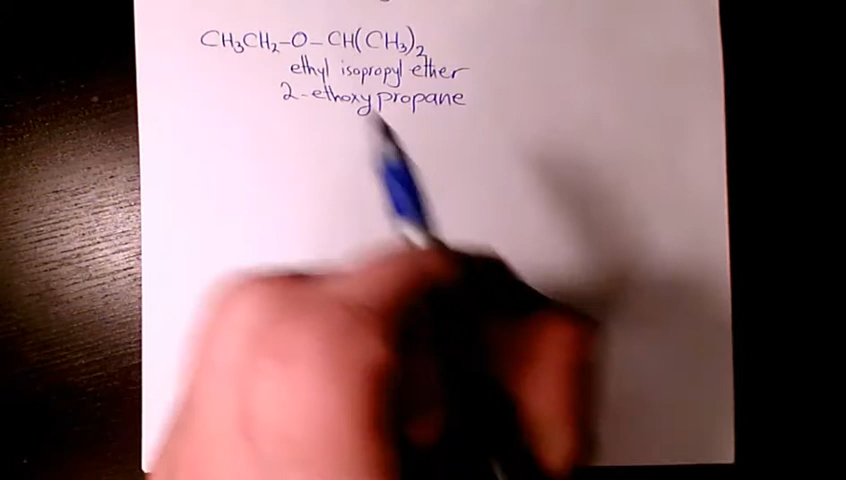 CH₃CH₂-O-CH(CH₃)₂
ethyl isopropyl ether
2-ethoxypropane